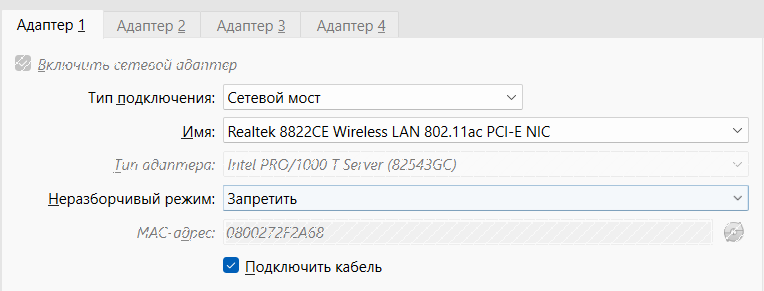 Адаптер 1 Адаптер 2 Адаптер 3 Адаптер 4
Включить сетевой адаптер
Тип подключения: Сетевой мост
Имя: Realtek 8822CE Wireless LAN 802.11ac PCI-E NIC
Тип адаптера: Intel PRO/1000 T Server (82543GC)
Неразборчивый режим: Запретить
MAC-адрес: 0800272F2A68
Подключить кабель